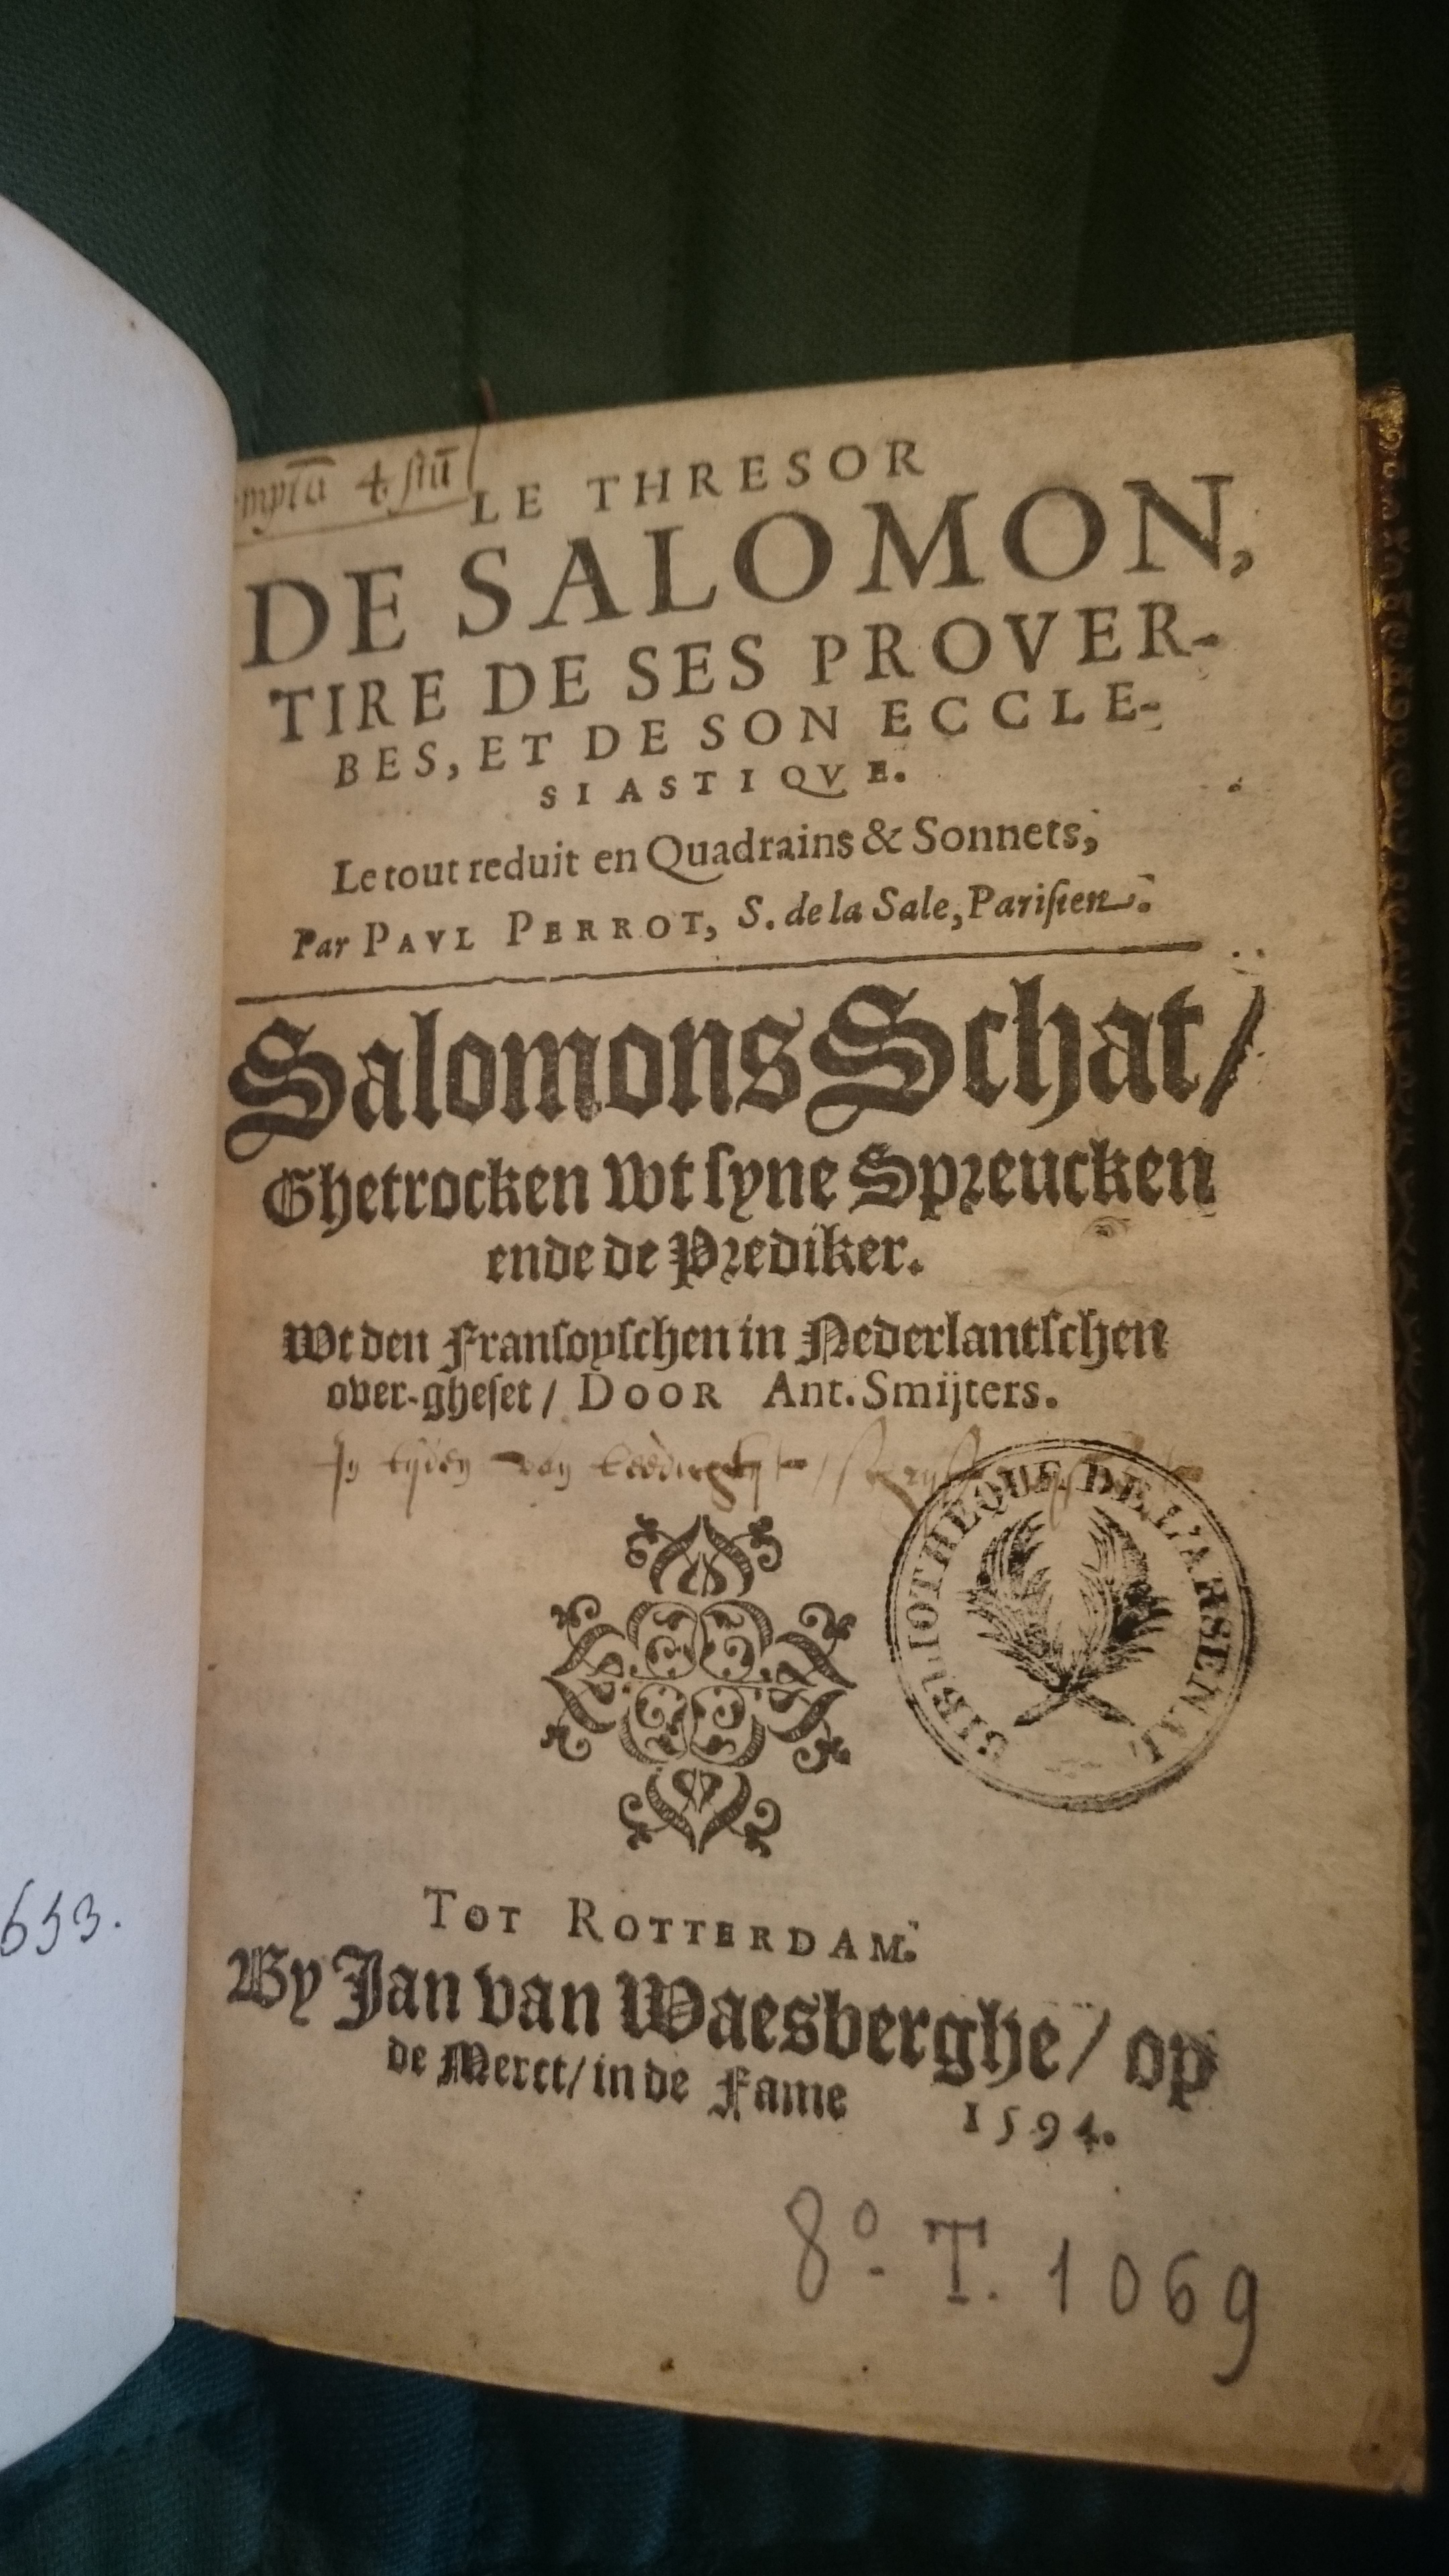 4 stū
LE THRESOR
DE SALOMON,
TIRE DE SES PROVER-
BES, ET DE SON ECCLE-
SIASTIQVE.
Le tout reduit en Quadrains & Sonnets,
Par PAVL PERROT, S. de la Sale, Pariſien.
Salomons Schat/
Ghetrocken wt ſyne Spreucken
ende de Prediker.
Wt den Franſoyſchen in Nederlantſchen
over-gheſet / DOOR Ant. Smijters.
BIBLIOTHEQUE DE L'ARSENAL
TOT ROTTERDAM.
By Jan van Waesberghe / op
de Merct / in de Fame 1594.
653.
8º. T. 1069